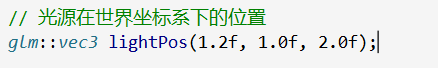 // 光源在世界坐标系下的位置
glm::vec3 lightPos(1.2f, 1.0f, 2.0f);